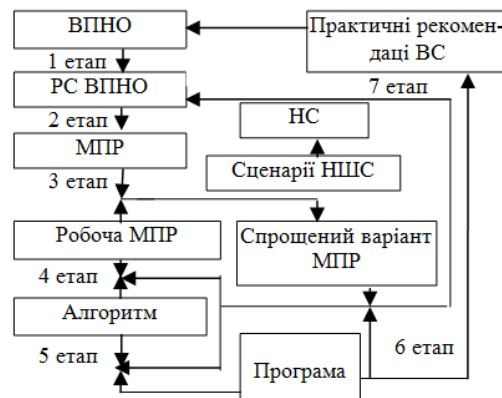 ВПНО
Практичні рекомен-
даці ВС
1 етап
7 етап
РС ВПНО
2 етап
НС
МПР
3 етап
Сценарії НШС
Робоча МПР
Спрощений варіант
МПР
4 етап
Алгоритм
5 етап
6 етап
Програма